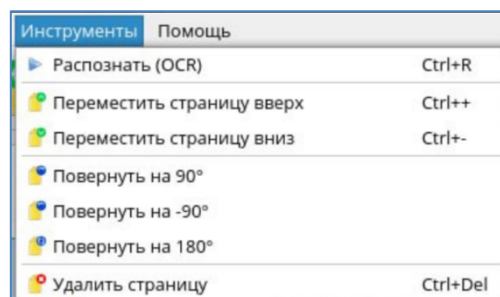 Инструменты Помощь
Распознать (OCR) Ctrl+R
Переместить страницу вверх Ctrl++
Переместить страницу вниз Ctrl+-
Повернуть на 90°
Повернуть на -90°
Повернуть на 180°
Удалить страницу Ctrl+Del